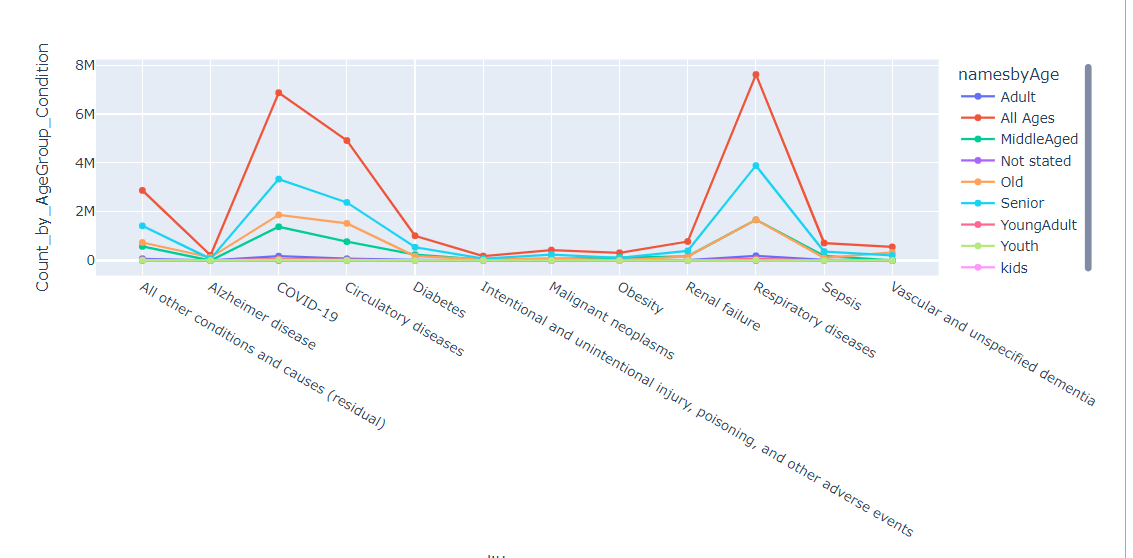 Count_by_AgeGroup_Condition
8M
6M
4M
2M
0
All other conditions and causes (residual)
Alzheimer disease
COVID-19
Circulatory diseases
Diabetes
Intentional and unintentional injury, poisoning, and other adverse events
Malignant neoplasms
Obesity
Renal failure
Respiratory diseases
Sepsis
Vascular and unspecified dementia
namesbyAge
Adult
All Ages
MiddleAged
Not stated
Old
Senior
YoungAdult
Youth
kids